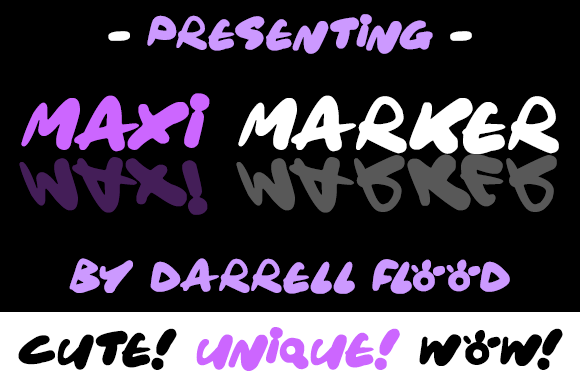 - PRESENTING -
MAXi MARKER
BY DARRELL FLOOD
CUTE! UNiQUE! WOW!